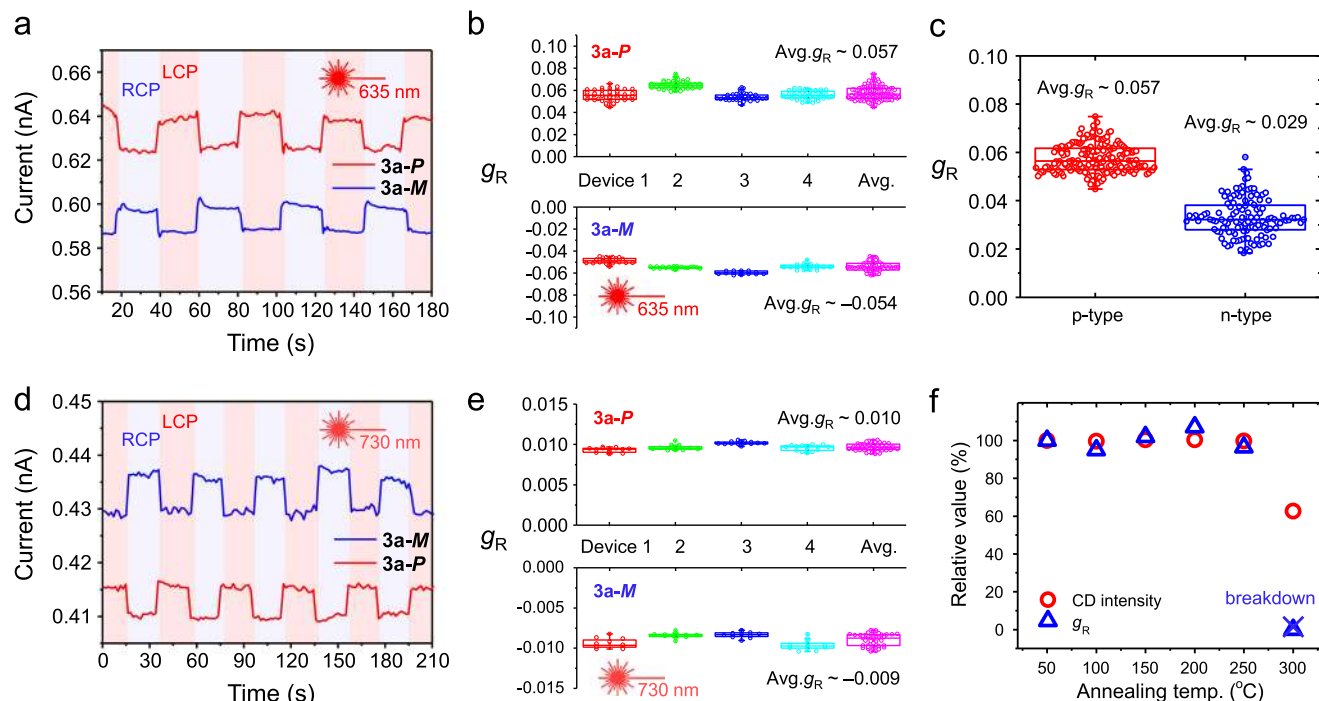 a
0.66
0.64
0.62
0.60
0.58
0.56
Current (nA)
LCP
RCP
635 nm
3a-P
3a-M
20 40 60 80 100 120 140 160 180
Time (s)
b
0.10
0.08
0.06
0.04
0.02
0.00
3a-P
Avg.gR ~ 0.057
gR
Device 1 2 3 4 Avg.
-0.00
-0.02
-0.04
-0.06
-0.08
-0.10
3a-M
635 nm
Avg.gR ~ –0.054
c
0.10
0.08
0.06
0.04
0.02
0.00
gR
Avg.gR ~ 0.057
Avg.gR ~ 0.029
p-type n-type
d
0.45
0.44
0.43
0.42
0.41
Current (nA)
LCP
RCP
730 nm
3a-M
3a-P
0 30 60 90 120 150 180 210
Time (s)
e
0.015
0.010
0.005
0.000
3a-P
Avg.gR ~ 0.010
gR
Device 1 2 3 4 Avg.
0.000
-0.005
-0.010
-0.015
3a-M
730 nm
Avg.gR ~ –0.009
f
100
80
60
40
20
0
Relative value (%)
CD intensity
gR
breakdown
50 100 150 200 250 300
Annealing temp. (°C)